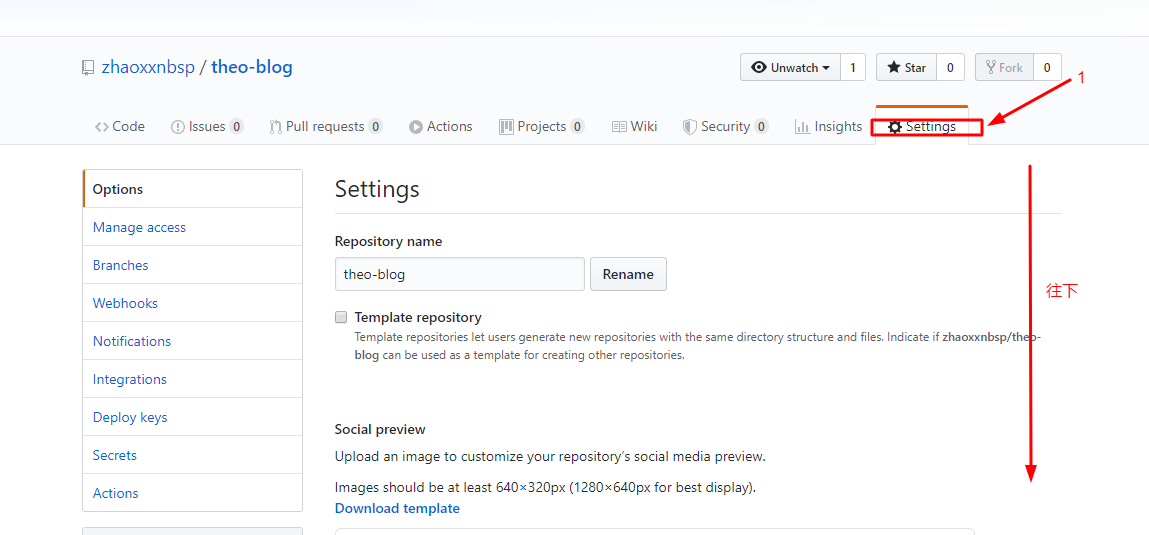 zhaoxxnbsp / theo-blog
Unwatch 1 Star 0 Fork 0
1
Code Issues 0 Pull requests 0 Actions Projects 0 Wiki Security 0 Insights Settings
Options
Manage access
Branches
Webhooks
Notifications
Integrations
Deploy keys
Secrets
Actions
Settings
Repository name
theo-blog Rename
往下
Template repository
Template repositories let users generate new repositories with the same directory structure and files. Indicate if zhaoxxnbsp/theo-
blog can be used as a template for creating other repositories.
Social preview
Upload an image to customize your repository’s social media preview.
Images should be at least 640×320px (1280×640px for best display).
Download template